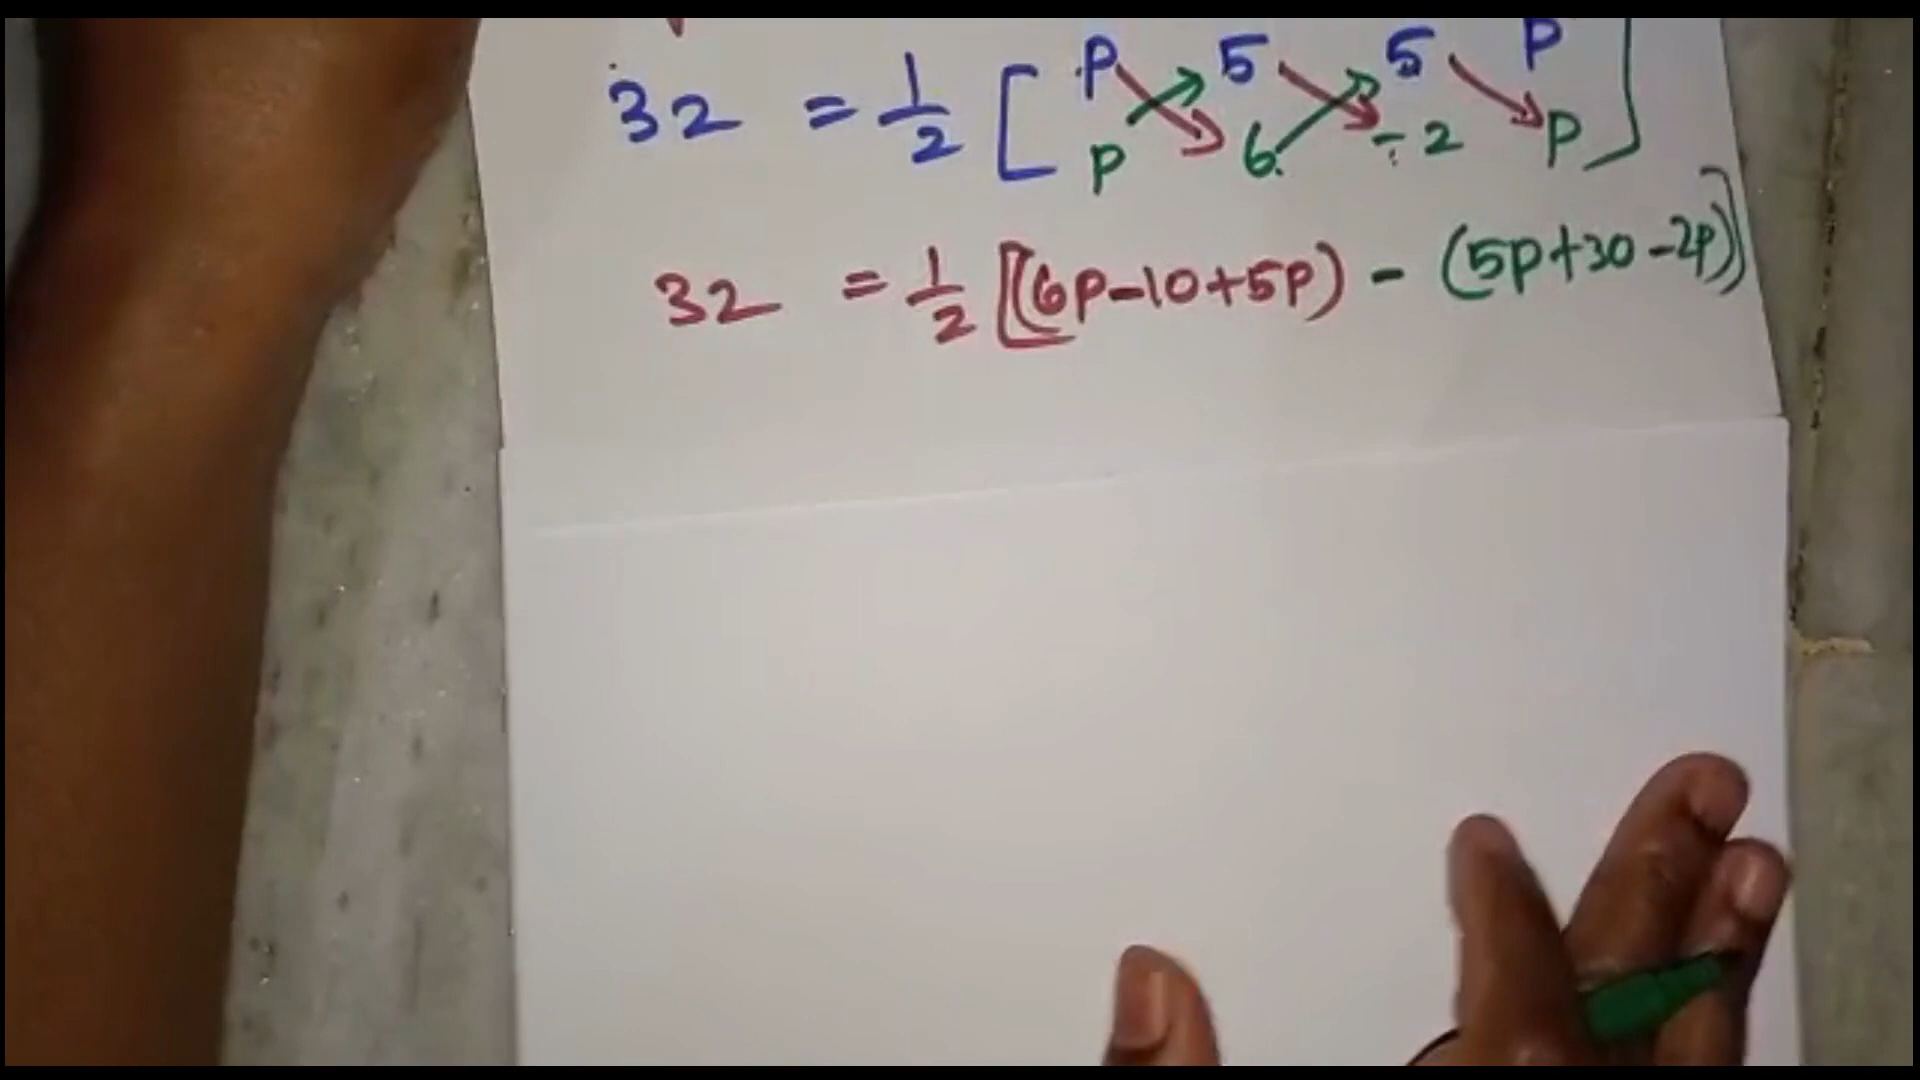 32 = 1/2 [ p 5 5 p
p 6 -2 p ]
32 = 1/2 [(6p-10+5p) - (5p+30-2p)]